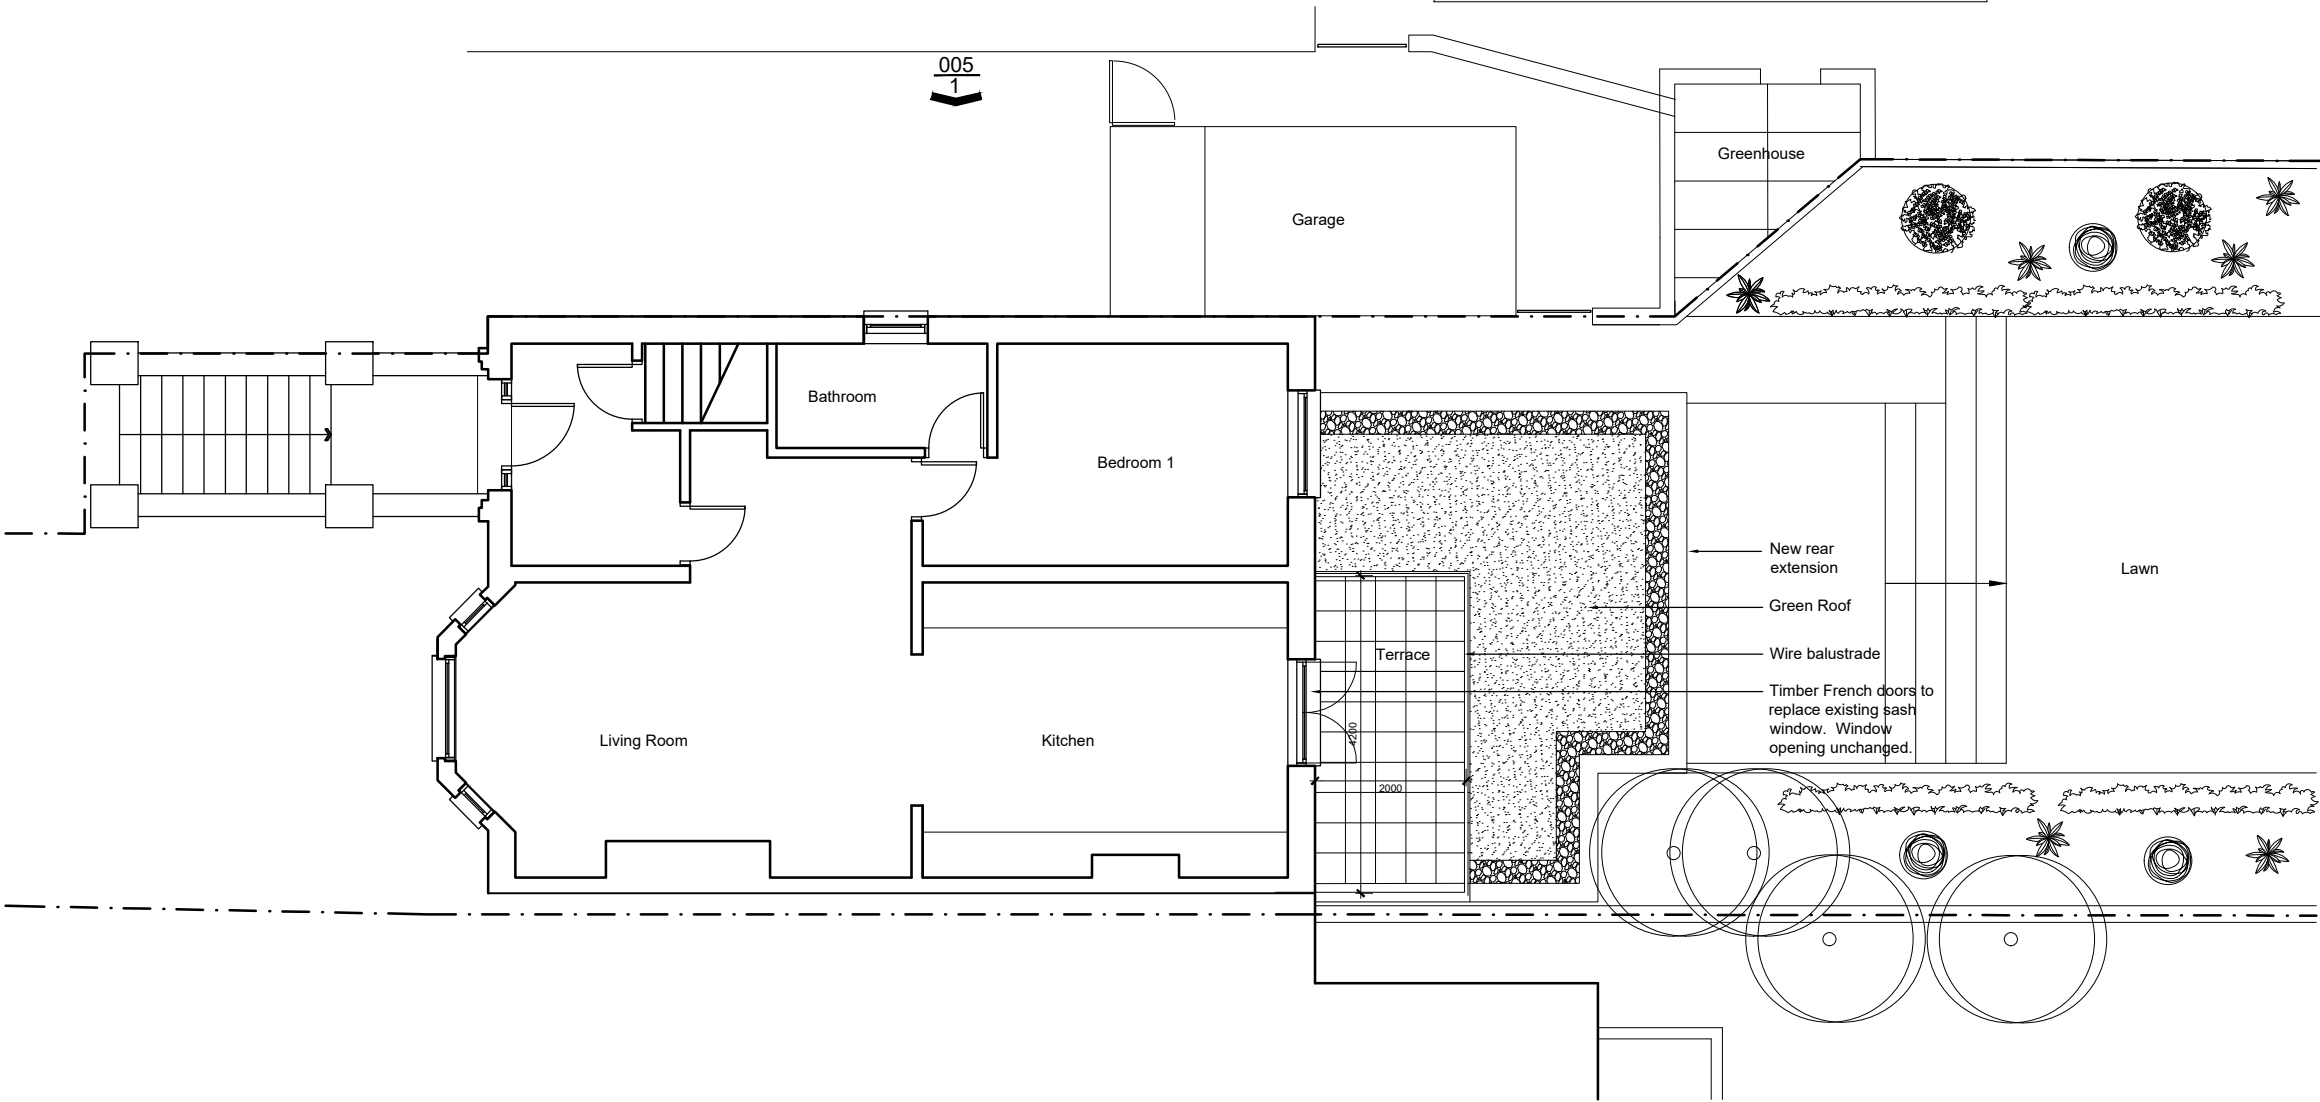 005
1
Greenhouse
Garage
Bathroom
Bedroom 1
New rear
extension
Lawn
Green Roof
Terrace
Wire balustrade
Timber French doors to
replace existing sash
window. Window
opening unchanged.
Living Room
Kitchen
4200
2000